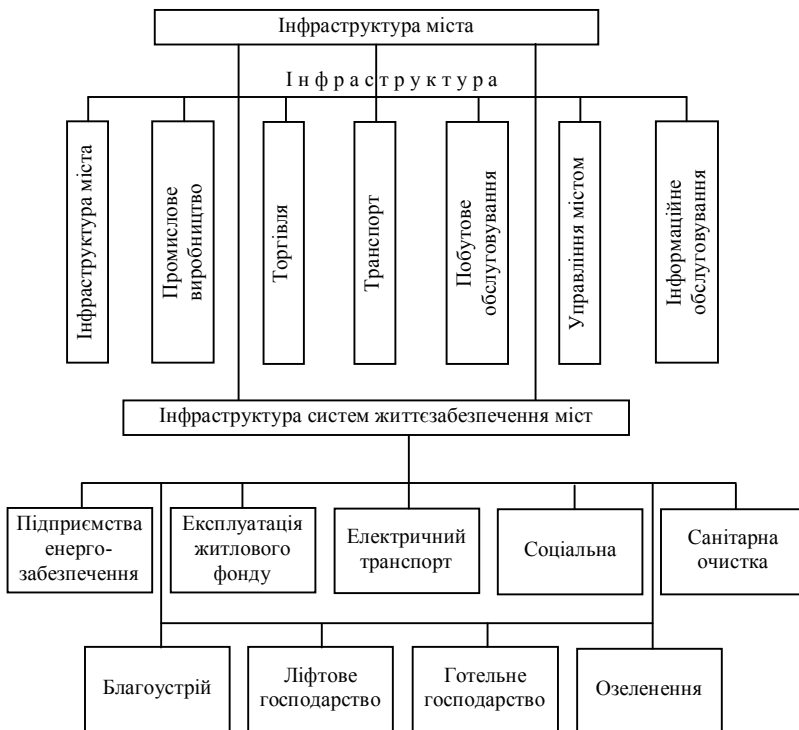 Інфраструктура міста
І н ф р а с т р у к т у р а
Інфраструктура міста
Промислове
виробництво
Торгівля
Транспорт
Побутове
обслуговування
Управління містом
Інформаційне
обслуговування
Інфраструктура систем життєзабезпечення міст
Підприємства
енерго-
забезпечення
Експлуатація
житлового
фонду
Електричний
транспорт
Соціальна
Санітарна
очистка
Благоустрій
Ліфтове
господарство
Готельне
господарство
Озеленення